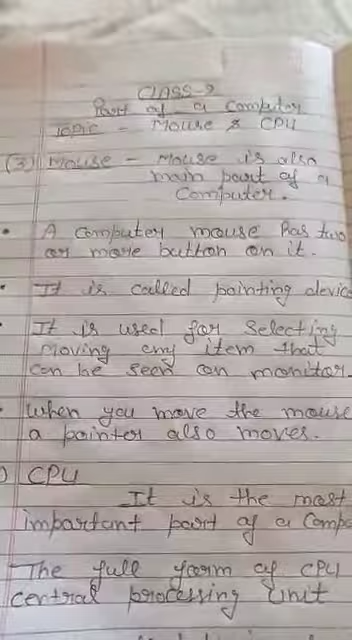 CLASS-2
Part of a Computer
Topic - Mouse & CPU
(3) Mouse - Mouse is also
main part of a
Computer.
• A Computer mouse has two
or more button on it.
• It is called pointing device
• It is used for selecting
moving any item that
can be seen on monitor.
• When you move the mouse
a pointer also moves.
) CPU
It is the most
important part of a Compu
The full form of CPU
central processing Unit